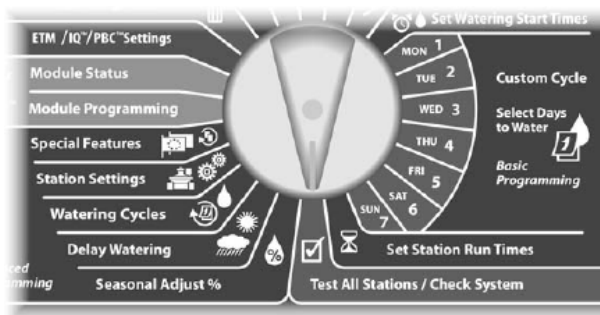 Set Watering Start Times
ETM /IQ™/PBC™Settings
MON 1
Module Status
TUE 2
Custom Cycle
Module Programming
WED 3
Select Days
to Water
Special Features
THU 4
Station Settings
FRI 5
Basic
Programming
Watering Cycles
SAT 6
SUN 7
Delay Watering
Set Station Run Times
Seasonal Adjust %
Test All Stations / Check System
%
1